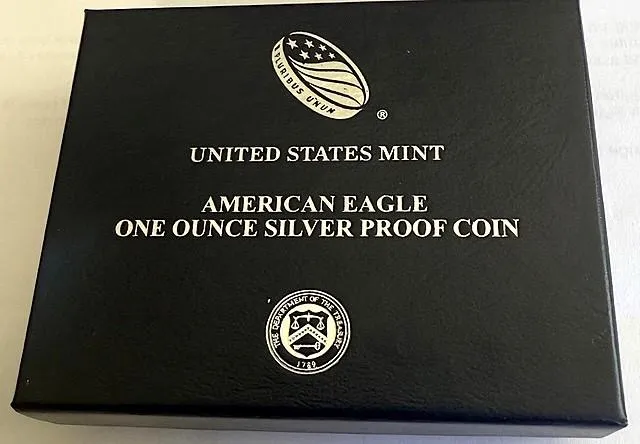 E PLURIBUS UNUM
®
UNITED STATES MINT
AMERICAN EAGLE
ONE OUNCE SILVER PROOF COIN
THE DEPARTMENT OF THE TREASURY
1789